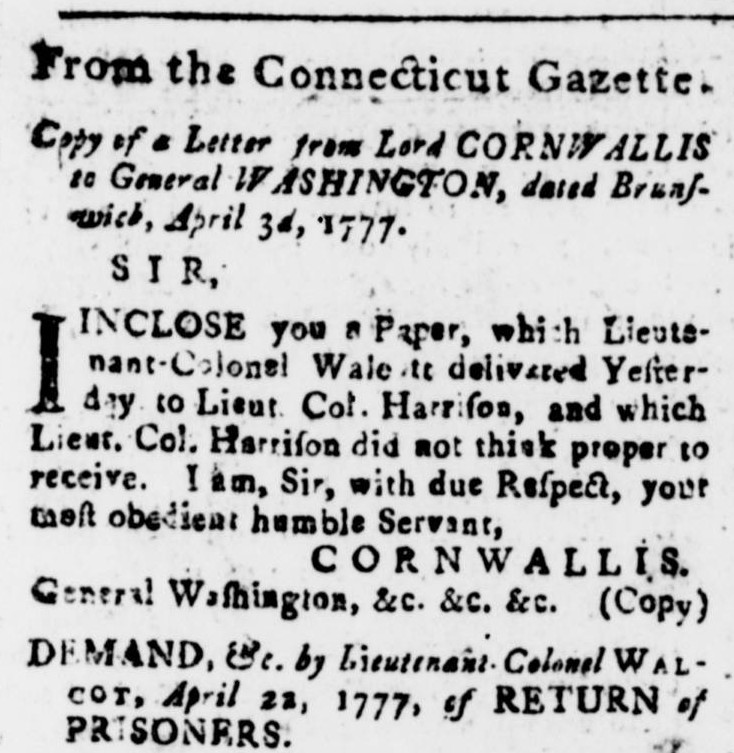 From the Connecticut Gazette.
Copy of a Letter from Lord CORNWALLIS
to General WASHINGTON, dated Brunſ-
wick, April 3d, 1777.
S I R,
I INCLOSE you a Paper, which Lieute-
nant-Colonel Walcott delivered Yeſter-
day to Lieut. Col. Harriſon, and which
Lieut. Col. Harriſon did not think proper to
receive. I am, Sir, with due Reſpect, your
moſt obedient humble Servant,
C O R N W A L L I S.
General Waſhington, &c. &c. &c. (Copy)
DEMAND, &c. by Lieutenant-Colonel WAL-
COT, April 22, 1777, of RETURN of
PRISONERS.